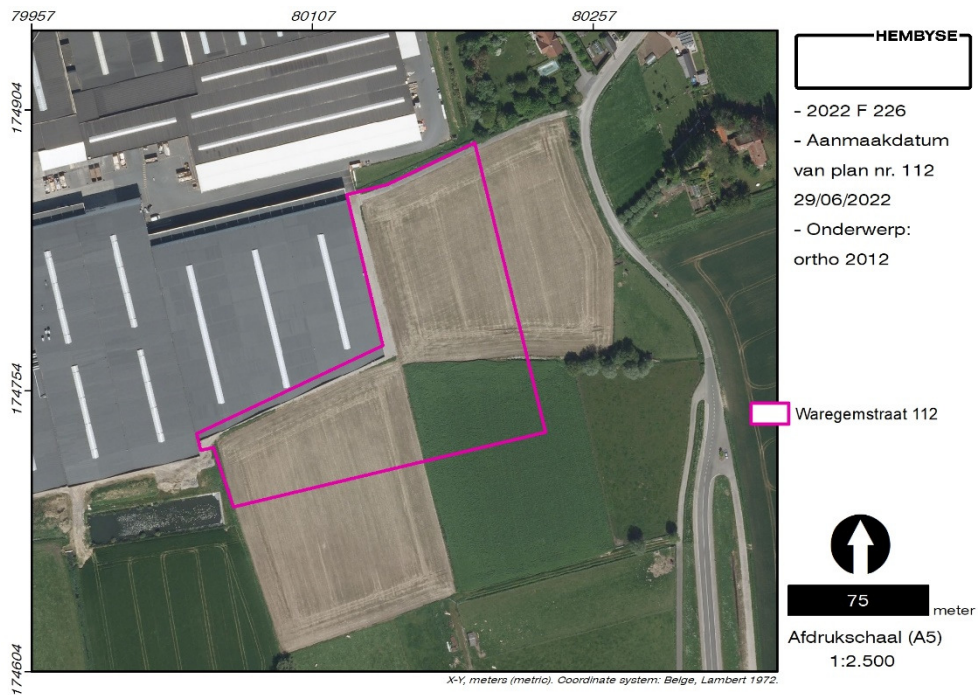 79957
80107
80257
174904
174754
174604
HEMBYSE
- 2022 F 226
- Aanmaakdatum
van plan nr. 112
29/06/2022
- Onderwerp:
ortho 2012
Waregemstraat 112
75 meter
Afdrukschaal (A5)
1:2.500
X-Y, meters (metric). Coordinate system: Belge, Lambert 1972.